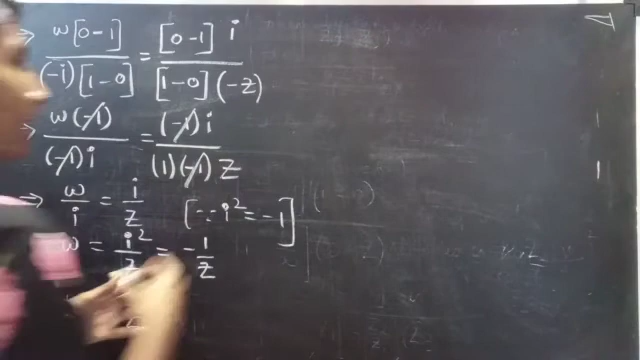 ⇒ w[0-1] / (-i)[1-0] = [0-1] i / [1-0](-z)
⇒ w(-1) / (-1)i = (-1)i / (1)(-1)z
⇒ w/i = i/z [∵ i² = -1]
w = i²/z = -1/z